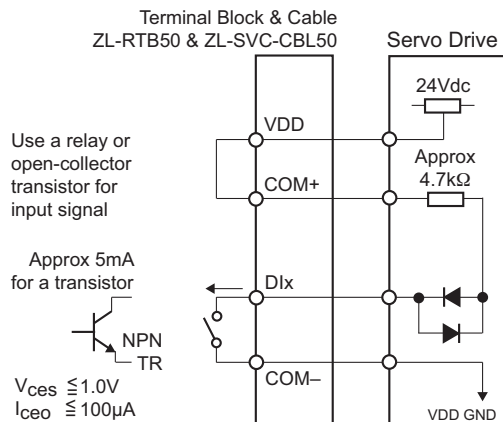 Terminal Block & Cable
ZL-RTB50 & ZL-SVC-CBL50
Servo Drive
24Vdc
VDD
Use a relay or
open-collector
transistor for
input signal
COM+
Approx
4.7kΩ
Approx 5mA
for a transistor
DIx
NPN
TR
COM–
Vces ≦1.0V
Iceo ≦100µA
VDD GND